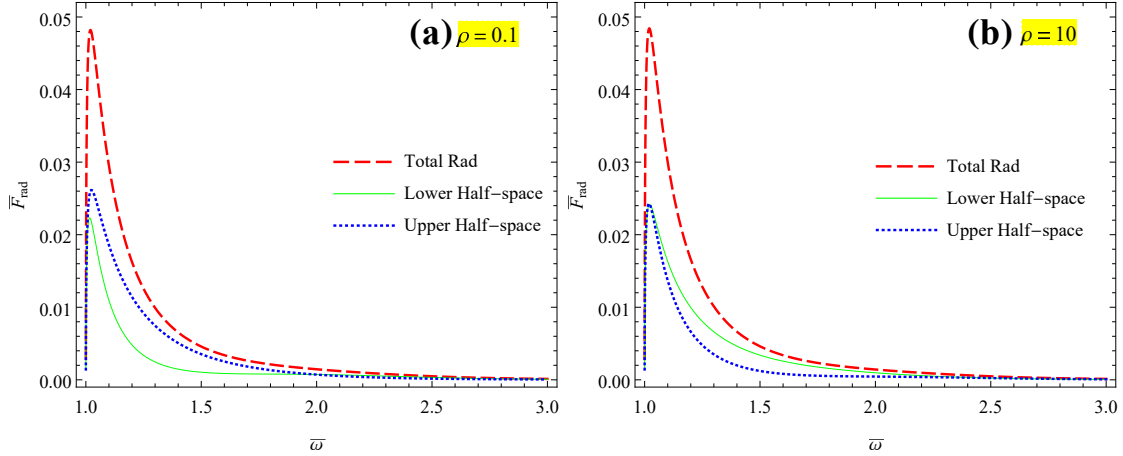 (a) ρ = 0.1
0.05
0.04
0.03
0.02
0.01
0.00
F̅rad
Total Rad
Lower Half−space
Upper Half−space
1.0 1.5 2.0 2.5 3.0
ω̅
(b) ρ = 10
0.05
0.04
0.03
0.02
0.01
0.00
F̅rad
Total Rad
Lower Half−space
Upper Half−space
1.0 1.5 2.0 2.5 3.0
ω̅